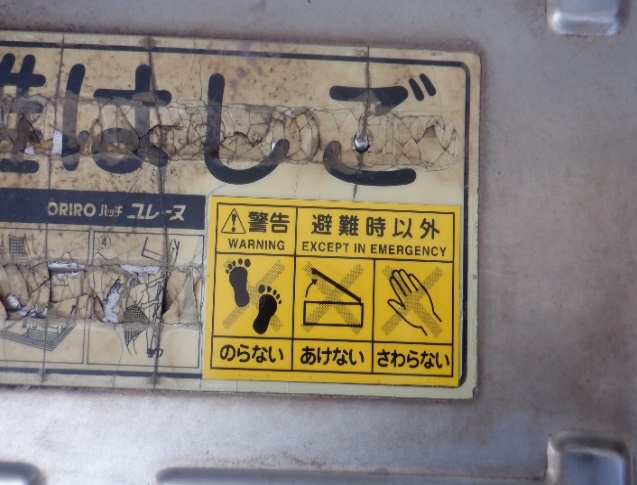 はしご
ORIRO ハッチ ユレーヌ
④
警告 避難時以外
WARNING EXCEPT IN EMERGENCY
のらない あけない さわらない